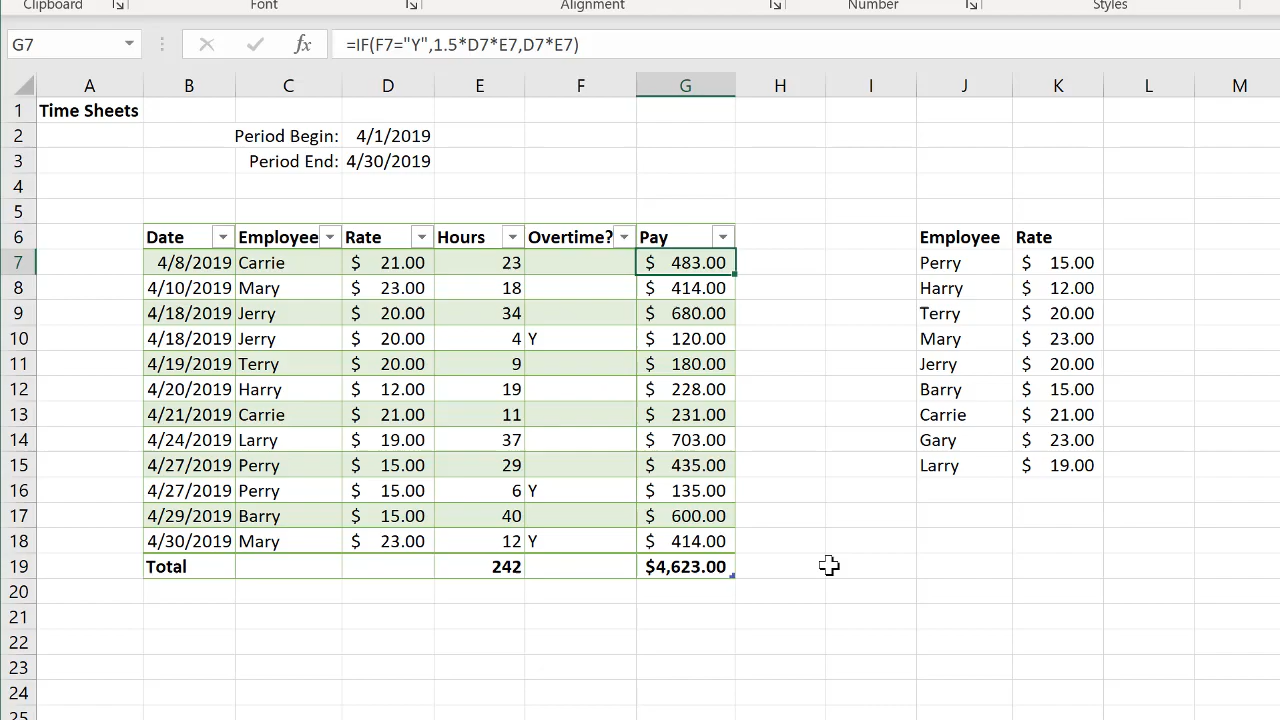 Clipboard Font Alignment Number Styles
G7 fx =IF(F7="Y",1.5*D7*E7,D7*E7)
A B C D E F G H I J K L M
1 Time Sheets
2 Period Begin: 4/1/2019
3 Period End: 4/30/2019
4
5
6 Date Employee Rate Hours Overtime? Pay Employee Rate
7 4/8/2019 Carrie $ 21.00 23 $ 483.00 Perry $ 15.00
8 4/10/2019 Mary $ 23.00 18 $ 414.00 Harry $ 12.00
9 4/18/2019 Jerry $ 20.00 34 $ 680.00 Terry $ 20.00
10 4/18/2019 Jerry $ 20.00 4 Y $ 120.00 Mary $ 23.00
11 4/19/2019 Terry $ 20.00 9 $ 180.00 Jerry $ 20.00
12 4/20/2019 Harry $ 12.00 19 $ 228.00 Barry $ 15.00
13 4/21/2019 Carrie $ 21.00 11 $ 231.00 Carrie $ 21.00
14 4/24/2019 Larry $ 19.00 37 $ 703.00 Gary $ 23.00
15 4/27/2019 Perry $ 15.00 29 $ 435.00 Larry $ 19.00
16 4/27/2019 Perry $ 15.00 6 Y $ 135.00
17 4/29/2019 Barry $ 15.00 40 $ 600.00
18 4/30/2019 Mary $ 23.00 12 Y $ 414.00
19 Total 242 $4,623.00
20
21
22
23
24
25